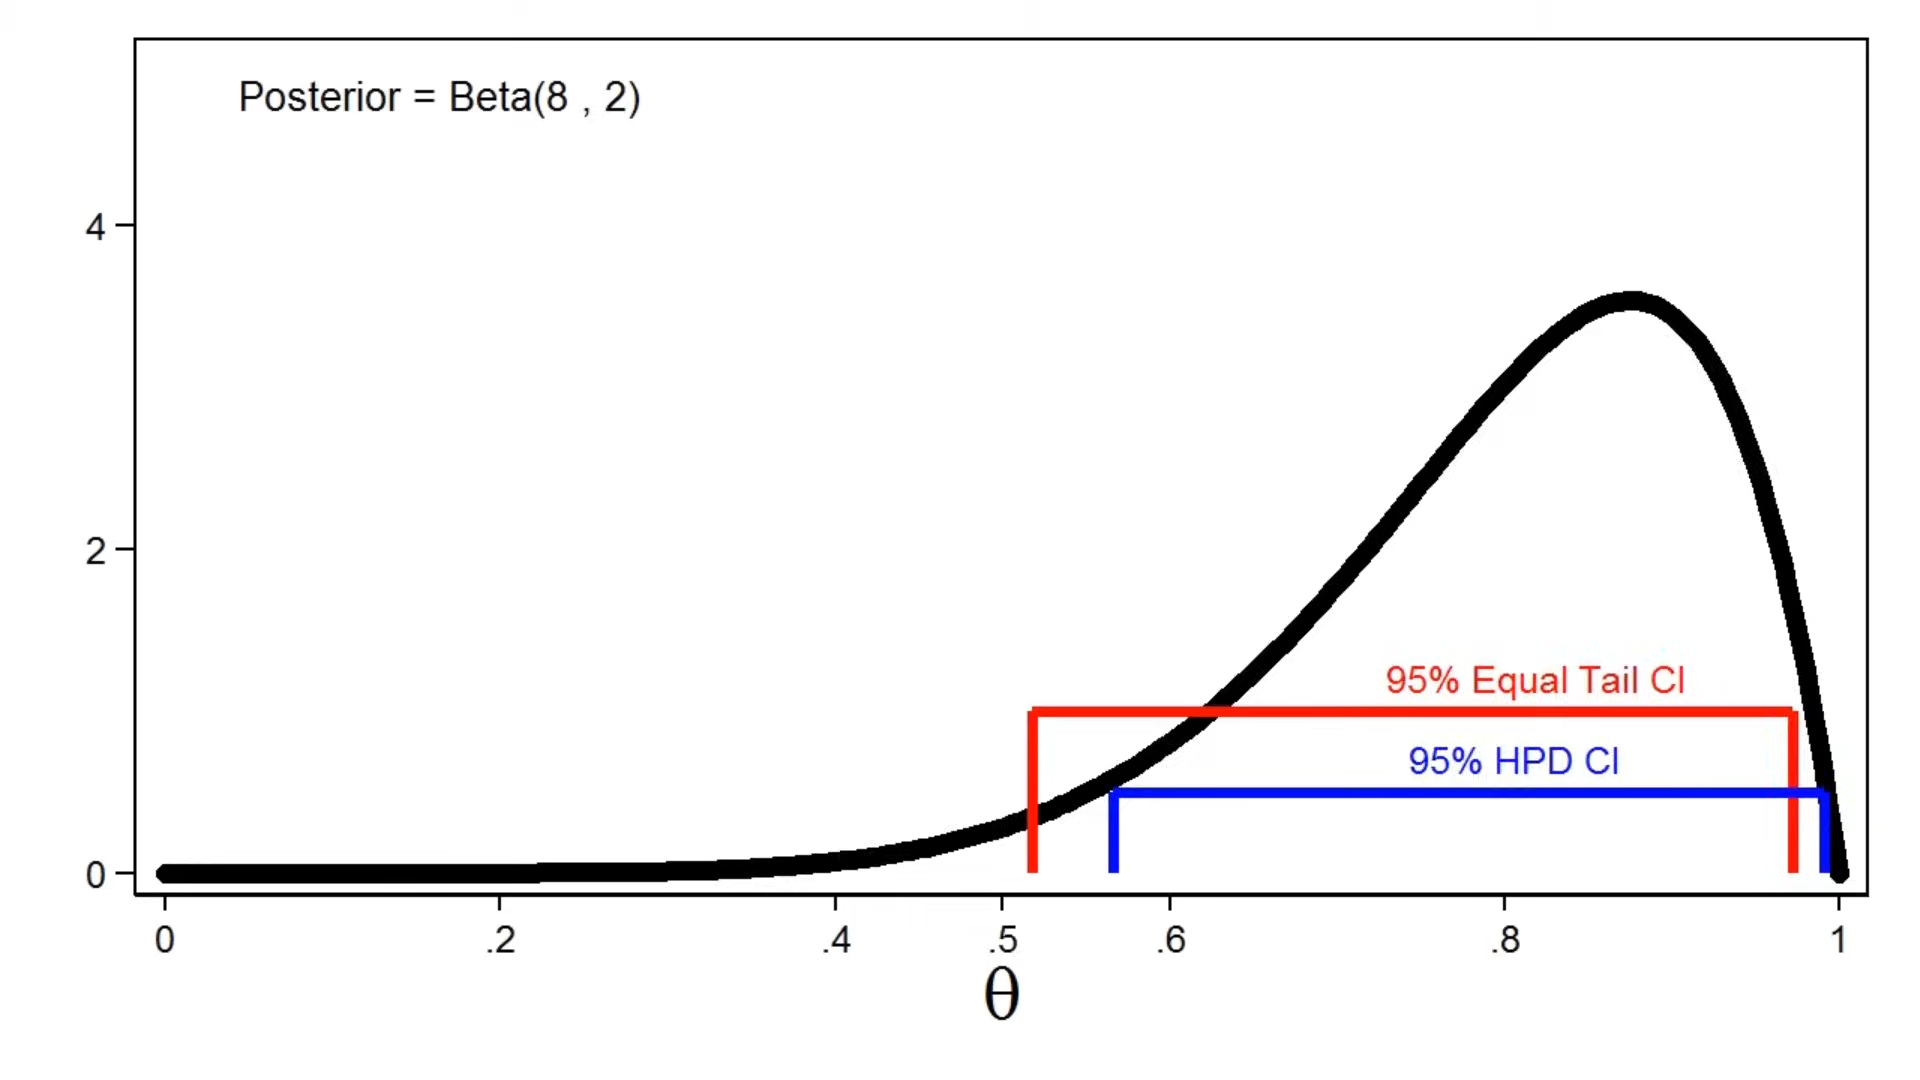 Posterior = Beta(8 , 2)
4
2
0
95% Equal Tail CI
95% HPD CI
0 .2 .4 .5 .6 .8 1
θ